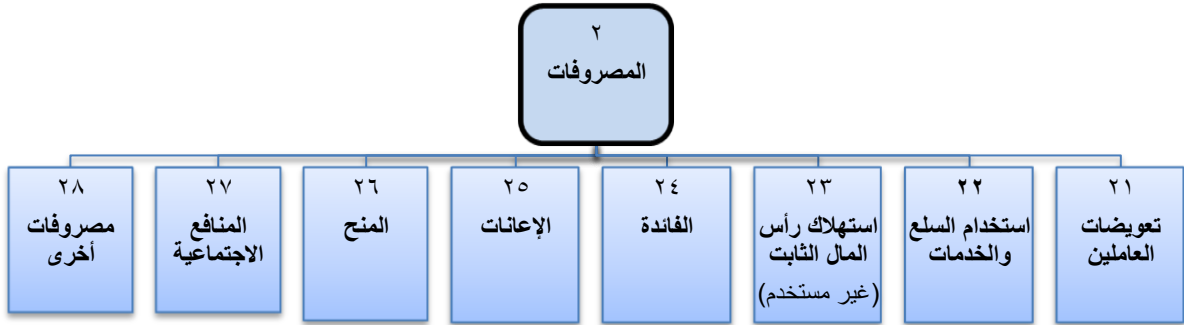 ٢
المصروفات
٢١
تعويضات
العاملين
٢٢
استخدام السلع
والخدمات
٢٣
استهلاك رأس
المال الثابت
(غير مستخدم)
٢٤
الفائدة
٢٥
الإعانات
٢٦
المنح
٢٧
المنافع
الاجتماعية
٢٨
مصروفات
أخرى